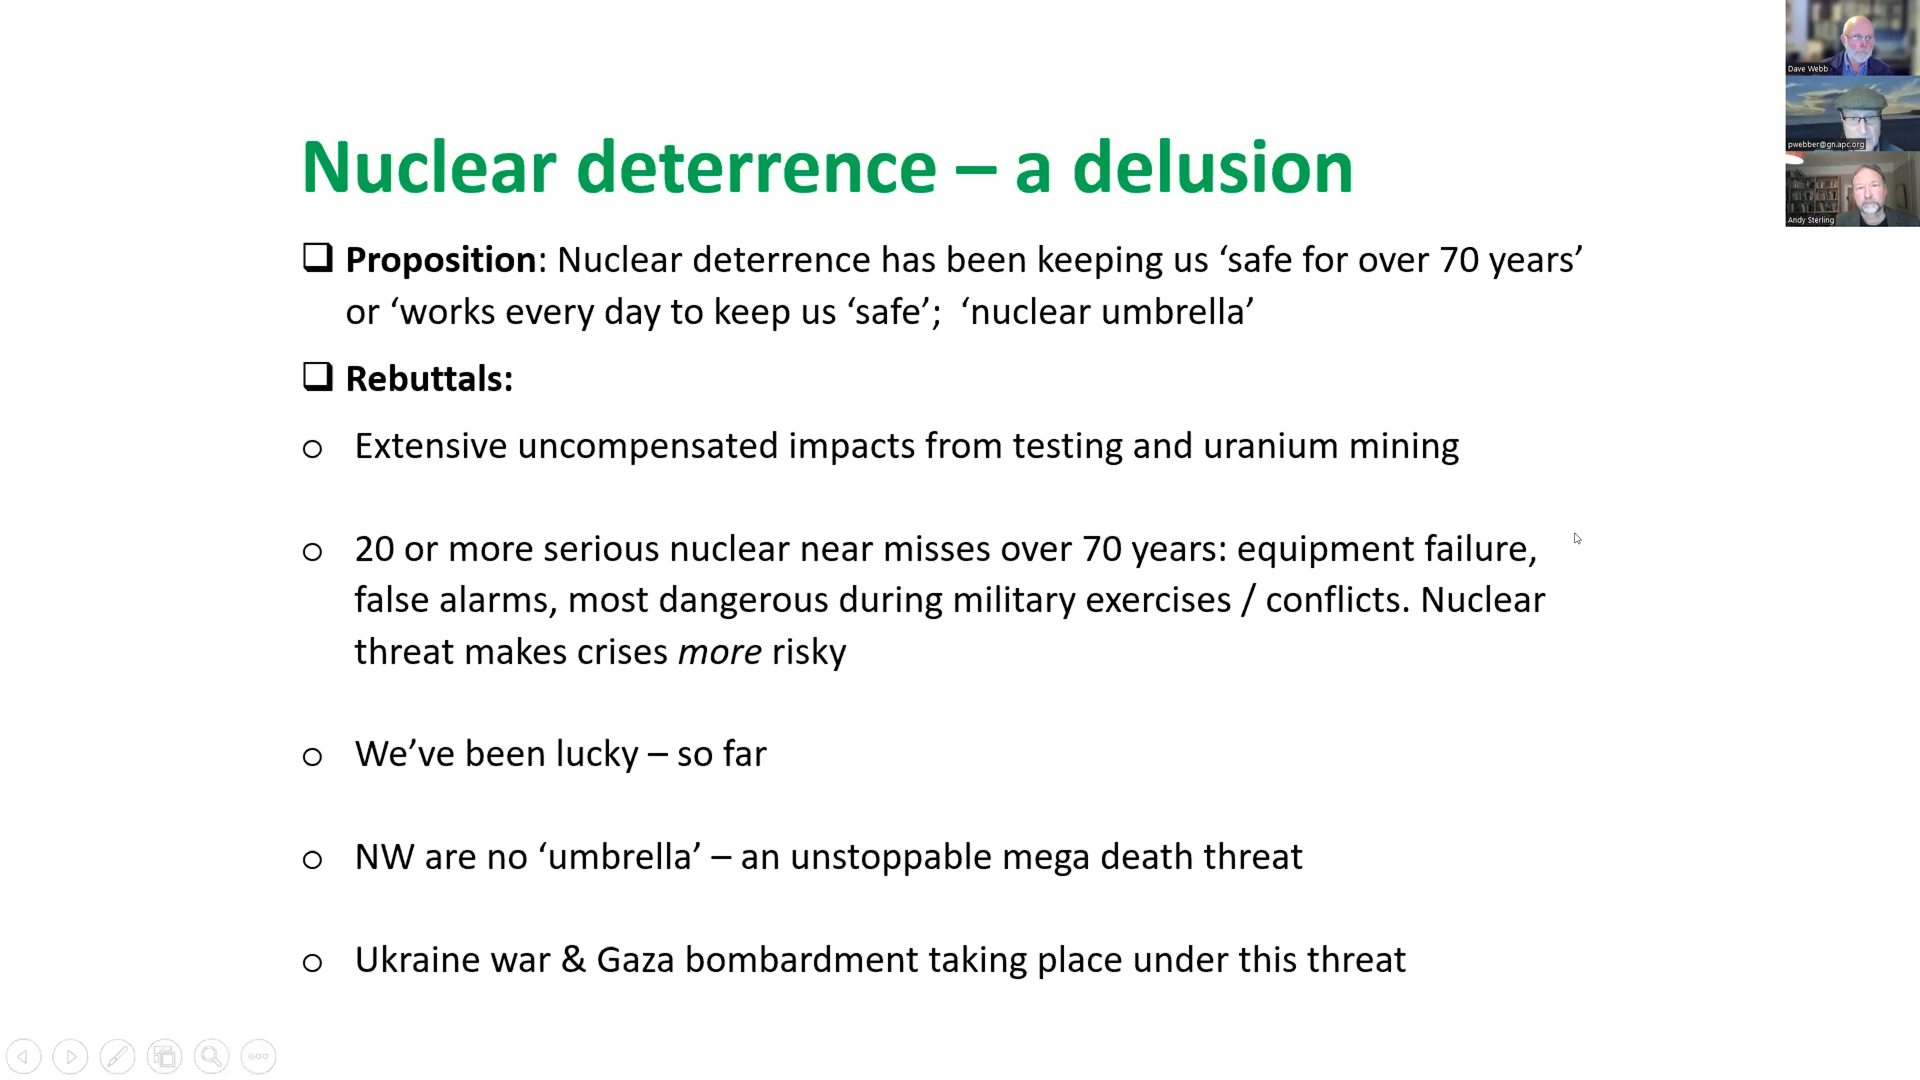 Nuclear deterrence – a delusion
❑ Proposition: Nuclear deterrence has been keeping us ‘safe for over 70 years’
or ‘works every day to keep us ‘safe’; ‘nuclear umbrella’
❑ Rebuttals:
o Extensive uncompensated impacts from testing and uranium mining
o 20 or more serious nuclear near misses over 70 years: equipment failure,
false alarms, most dangerous during military exercises / conflicts. Nuclear
threat makes crises more risky
o We’ve been lucky – so far
o NW are no ‘umbrella’ – an unstoppable mega death threat
o Ukraine war & Gaza bombardment taking place under this threat
Dave Webb
pwebber@gn.apc.org
Andy Sterling